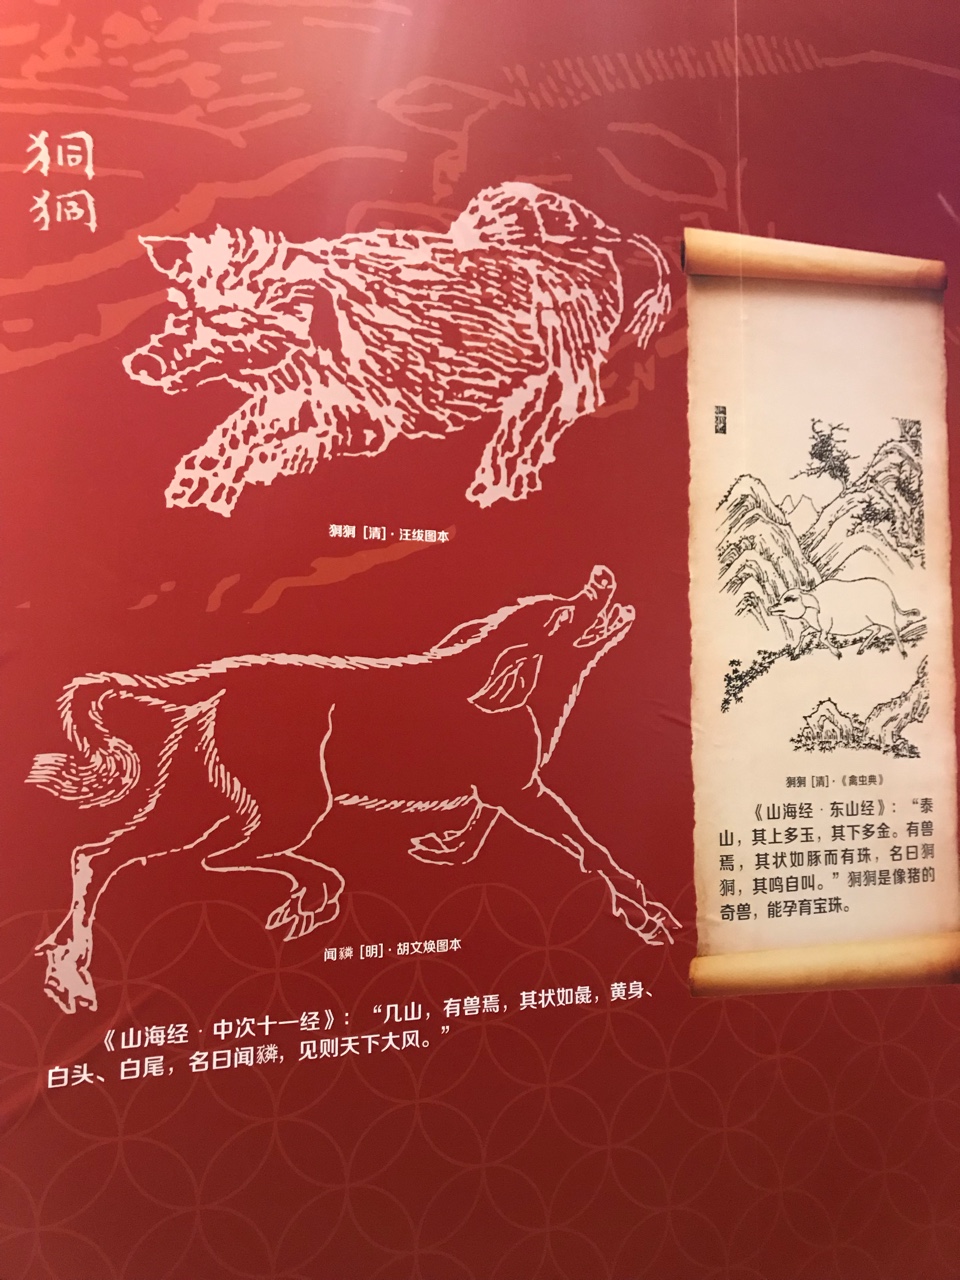 狪
狪
狪狪 [清]·汪绂图本
闻獜 [明]·胡文焕图本
《山海经·中次十一经》：“几山，有兽焉，其状如彘，黄身、
白头、白尾，名曰闻獜，见则天下大风。”
狪狪 [清]·《禽虫典》
《山海经·东山经》：“泰
山，其上多玉，其下多金。有兽
焉，其状如豚而有珠，名曰狪
狪，其鸣自叫。”狪狪是像猪的
奇兽，能孕育宝珠。